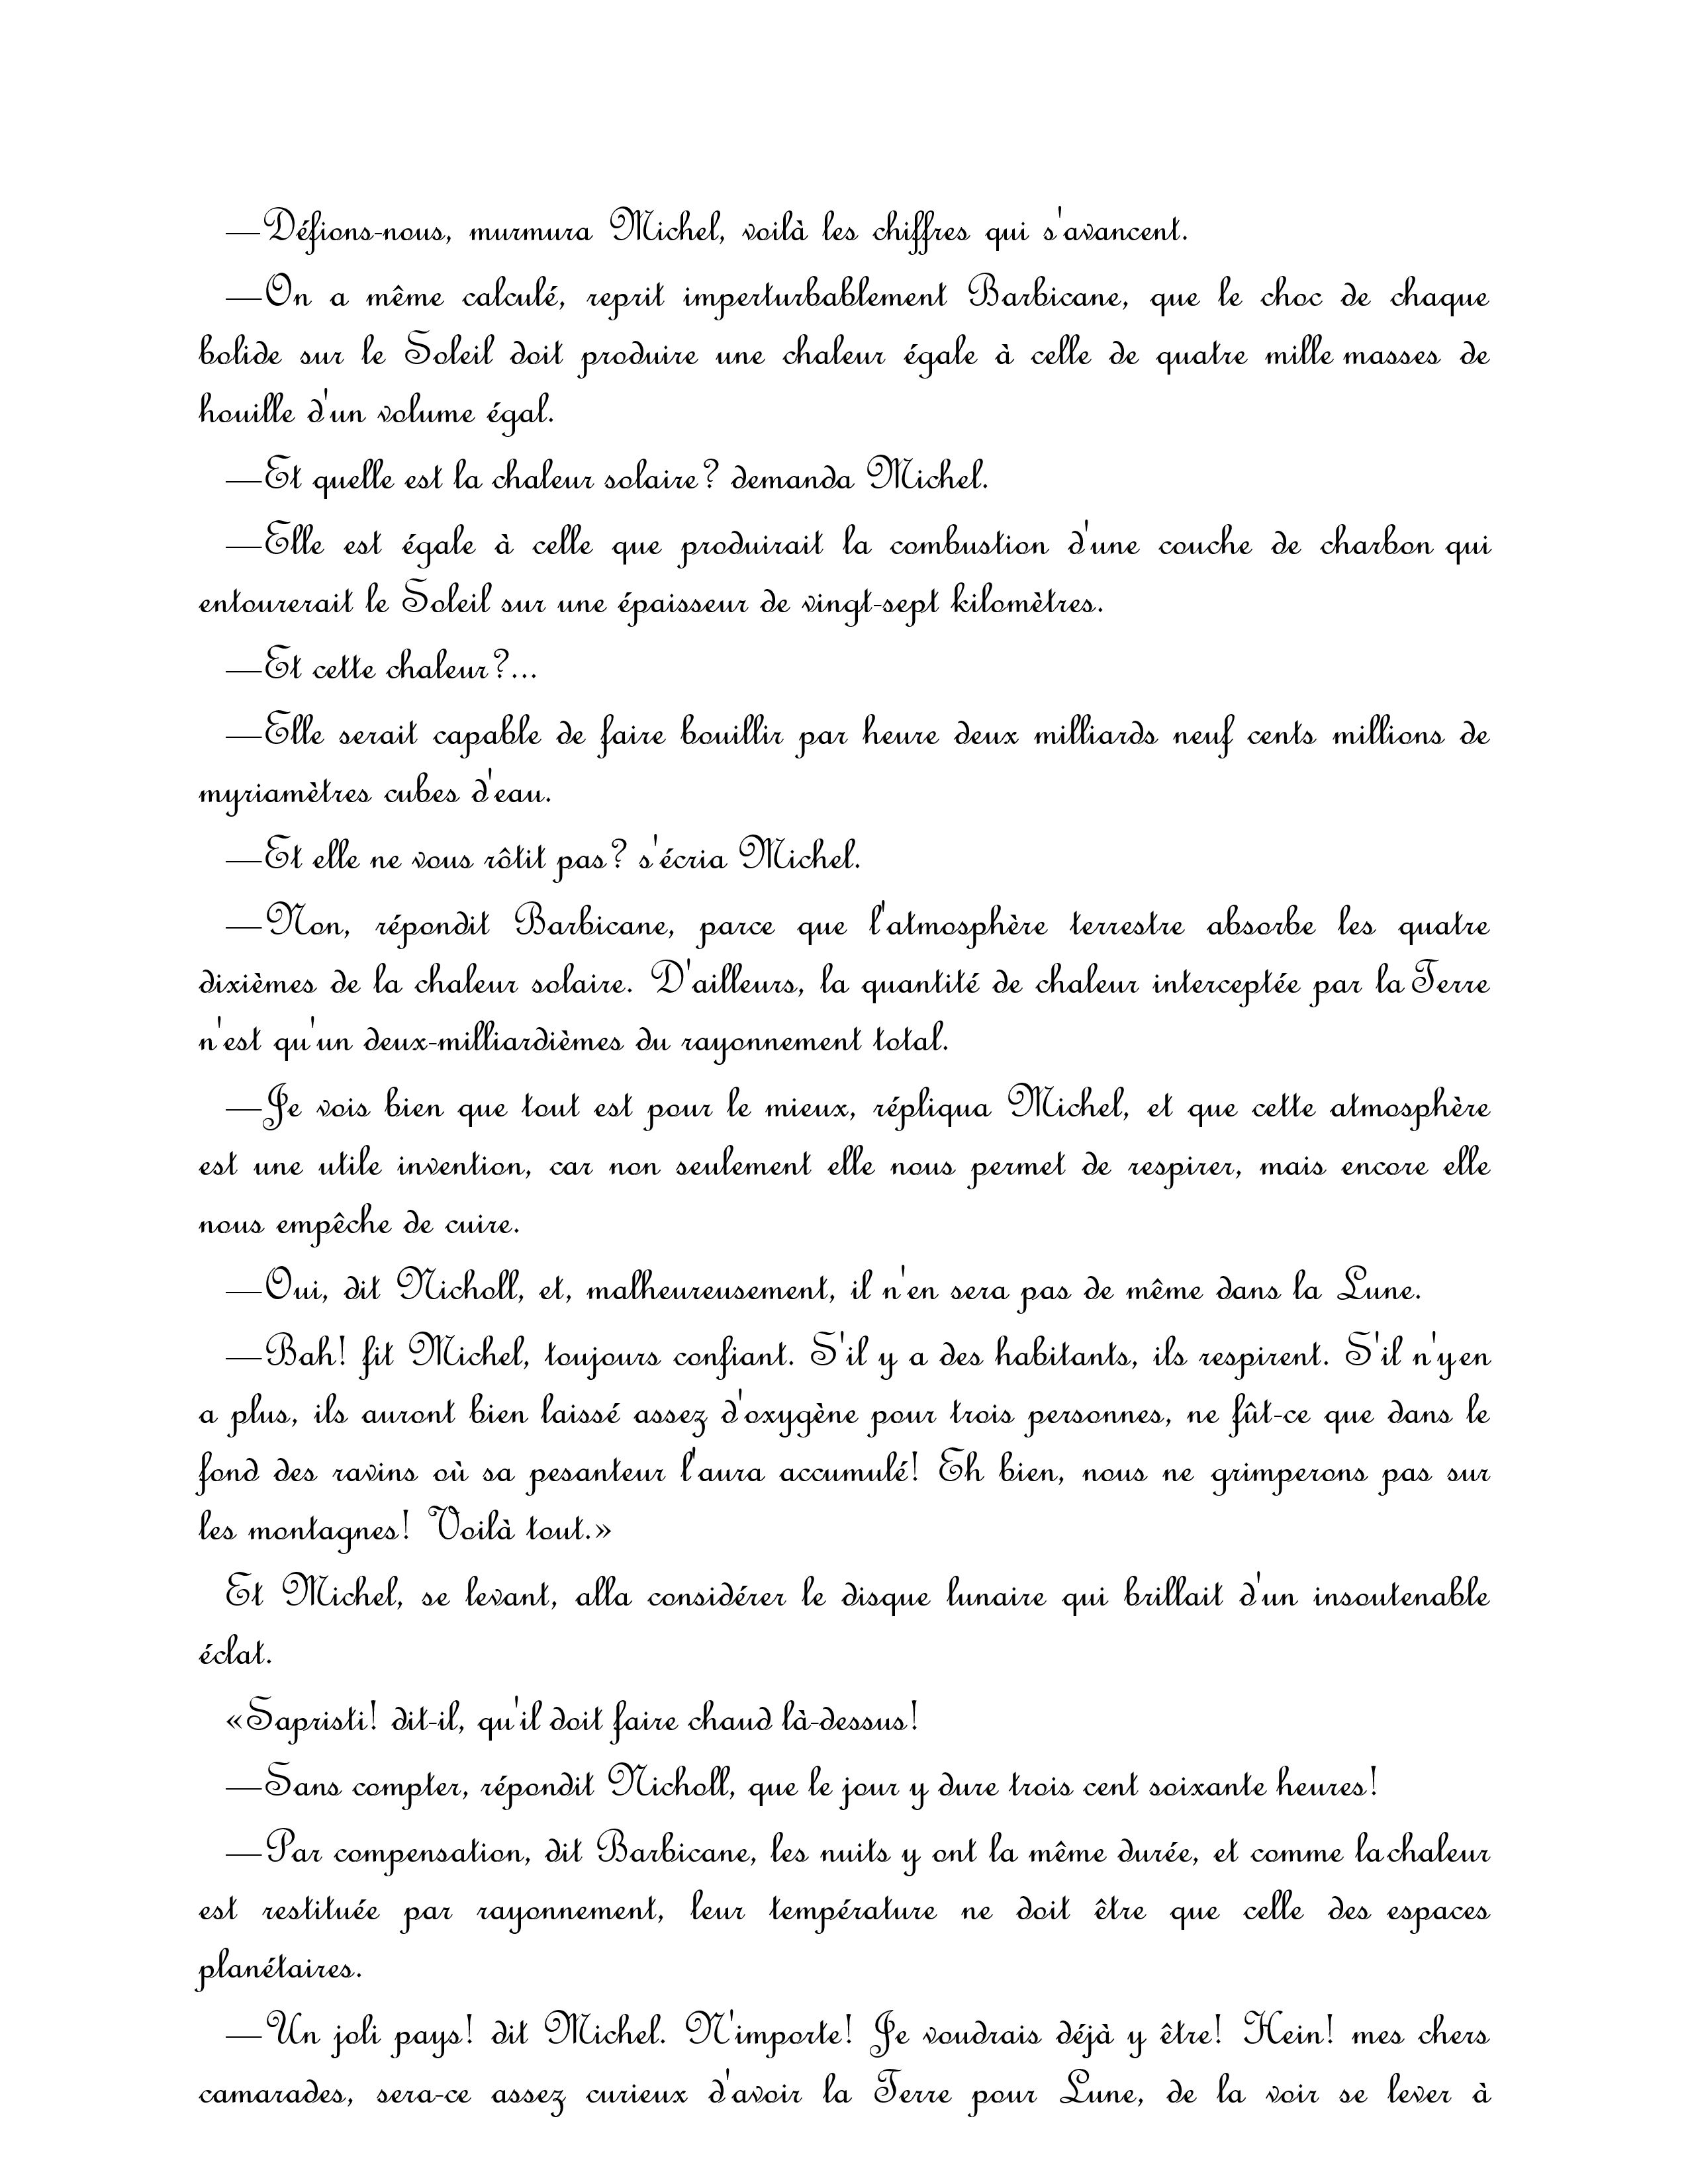 —Défions-nous, murmura Michel, voilà les chiffres qui s'avancent.
—On a même calculé, reprit imperturbablement Barbicane, que le choc de chaque
bolide sur le Soleil doit produire une chaleur égale à celle de quatre mille masses de
houille d'un volume égal.
—Et quelle est la chaleur solaire? demanda Michel.
—Elle est égale à celle que produirait la combustion d'une couche de charbon qui
entourerait le Soleil sur une épaisseur de vingt-sept kilomètres.
—Et cette chaleur?...
—Elle serait capable de faire bouillir par heure deux milliards neuf cents millions de
myriamètres cubes d'eau.
—Et elle ne vous rôtit pas? s'écria Michel.
—Non, répondit Barbicane, parce que l'atmosphère terrestre absorbe les quatre
dixièmes de la chaleur solaire. D'ailleurs, la quantité de chaleur interceptée par la Terre
n'est qu'un deux-milliardièmes du rayonnement total.
—Je vois bien que tout est pour le mieux, répliqua Michel, et que cette atmosphère
est une utile invention, car non seulement elle nous permet de respirer, mais encore elle
nous empêche de cuire.
—Oui, dit Nicholl, et, malheureusement, il n'en sera pas de même dans la Lune.
—Bah! fit Michel, toujours confiant. S'il y a des habitants, ils respirent. S'il n'y en
a plus, ils auront bien laissé assez d'oxygène pour trois personnes, ne fût-ce que dans le
fond des ravins où sa pesanteur l'aura accumulé! Eh bien, nous ne grimperons pas sur
les montagnes! Voilà tout.»
Et Michel, se levant, alla considérer le disque lunaire qui brillait d'un insoutenable
éclat.
«Sapristi! dit-il, qu'il doit faire chaud là-dessus!
—Sans compter, répondit Nicholl, que le jour y dure trois cent soixante heures!
—Par compensation, dit Barbicane, les nuits y ont la même durée, et comme la chaleur
est restituée par rayonnement, leur température ne doit être que celle des espaces
planétaires.
—Un joli pays! dit Michel. N'importe! Je voudrais déjà y être! Hein! mes chers
camarades, sera-ce assez curieux d'avoir la Terre pour Lune, de la voir se lever à